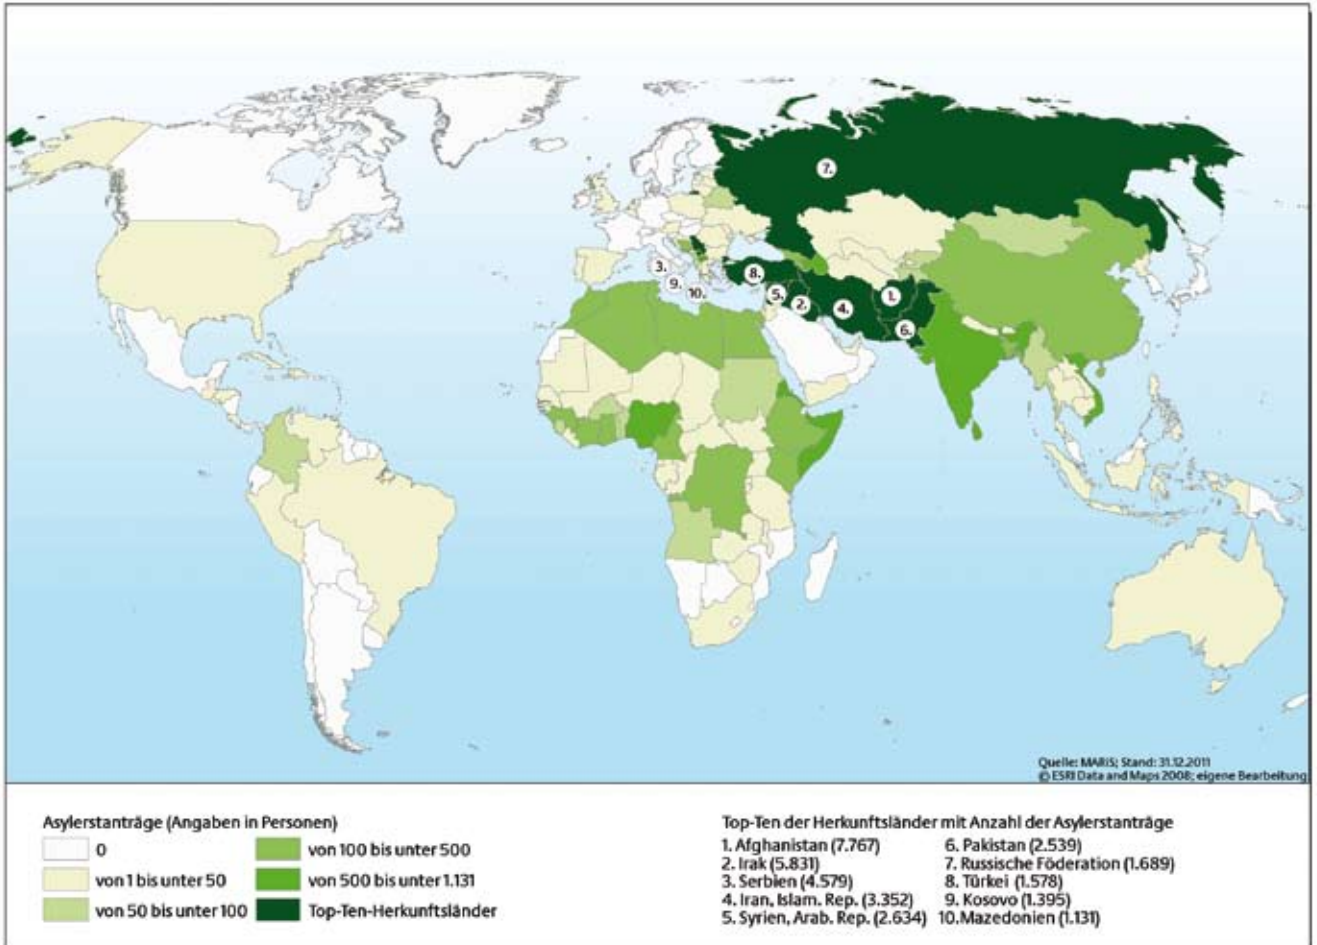 7.
3.
8.
9.
10.
5.
2.
4.
1.
6.
Quelle: MARiS; Stand: 31.12.2011
© ESRI Data and Maps 2008; eigene Bearbeitung
Asylerstanträge (Angaben in Personen)
0
von 1 bis unter 50
von 50 bis unter 100
von 100 bis unter 500
von 500 bis unter 1.131
Top-Ten-Herkunftsländer
Top-Ten der Herkunftsländer mit Anzahl der Asylerstanträge
1. Afghanistan (7.767)
2. Irak (5.831)
3. Serbien (4.579)
4. Iran, Islam. Rep. (3.352)
5. Syrien, Arab. Rep. (2.634)
6. Pakistan (2.539)
7. Russische Föderation (1.689)
8. Türkei (1.578)
9. Kosovo (1.395)
10.Mazedonien (1.131)